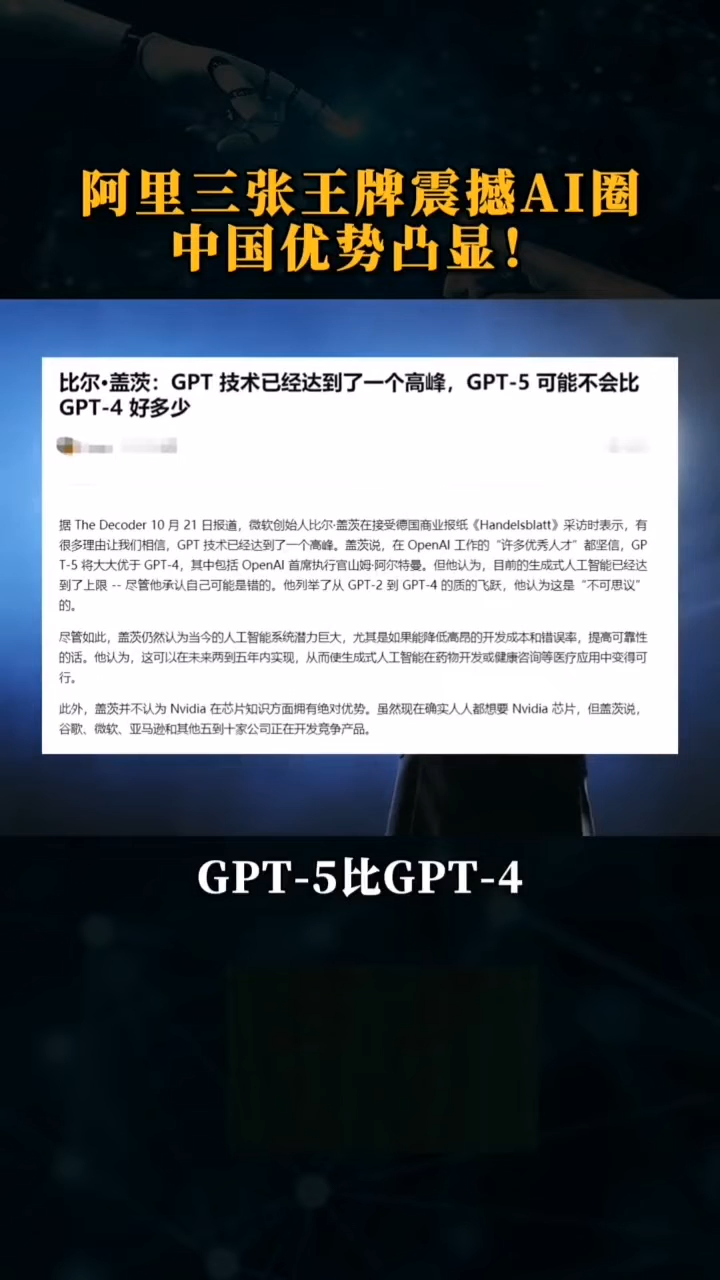 阿里三张王牌震撼AI圈
中国优势凸显！
比尔•盖茨：GPT 技术已经达到了一个高峰，GPT-5 可能不会比
GPT-4 好多少
据 The Decoder 10 月 21 日报道，微软创始人比尔·盖茨在接受德国商业报纸《Handelsblatt》采访时表示，有
很多理由让我们相信，GPT 技术已经达到了一个高峰。盖茨说，在 OpenAI 工作的“许多优秀人才”都坚信，GP
T-5 将大大优于 GPT-4，其中包括 OpenAI 首席执行官山姆·阿尔特曼。但他认为，目前的生成式人工智能已经达
到了上限 -- 尽管他承认自己可能是错的。他列举了从 GPT-2 到 GPT-4 的质的飞跃，他认为这是“不可思议”
的。
尽管如此，盖茨仍然认为当今的人工智能系统潜力巨大，尤其是如果能降低高昂的开发成本和错误率，提高可靠性
的话。他认为，这可以在未来两到五年内实现，从而使生成式人工智能在药物开发或健康咨询等医疗应用中变得可
行。
此外，盖茨并不认为 Nvidia 在芯片知识方面拥有绝对优势。虽然现在确实人人都想要 Nvidia 芯片，但盖茨说，
谷歌、微软、亚马逊和其他五到十家公司正在开发竞争产品。
GPT-5比GPT-4